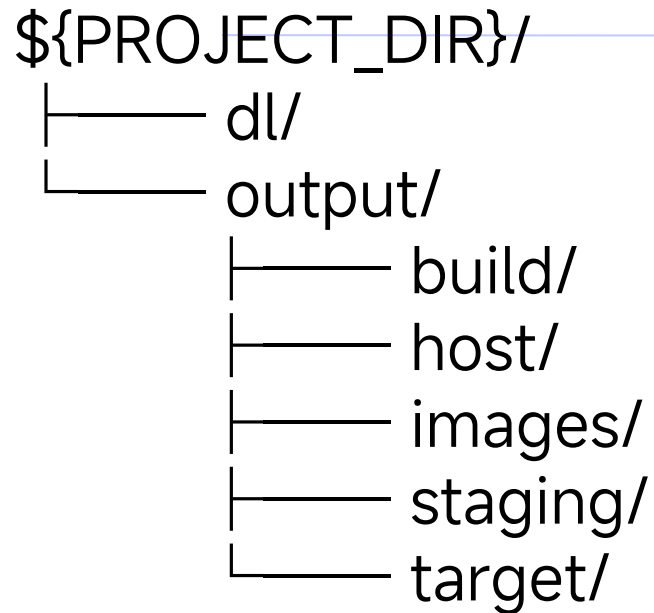 ${PROJECT_DIR}/
├── dl/
└── output/
    ├── build/
    ├── host/
    ├── images/
    ├── staging/
    └── target/